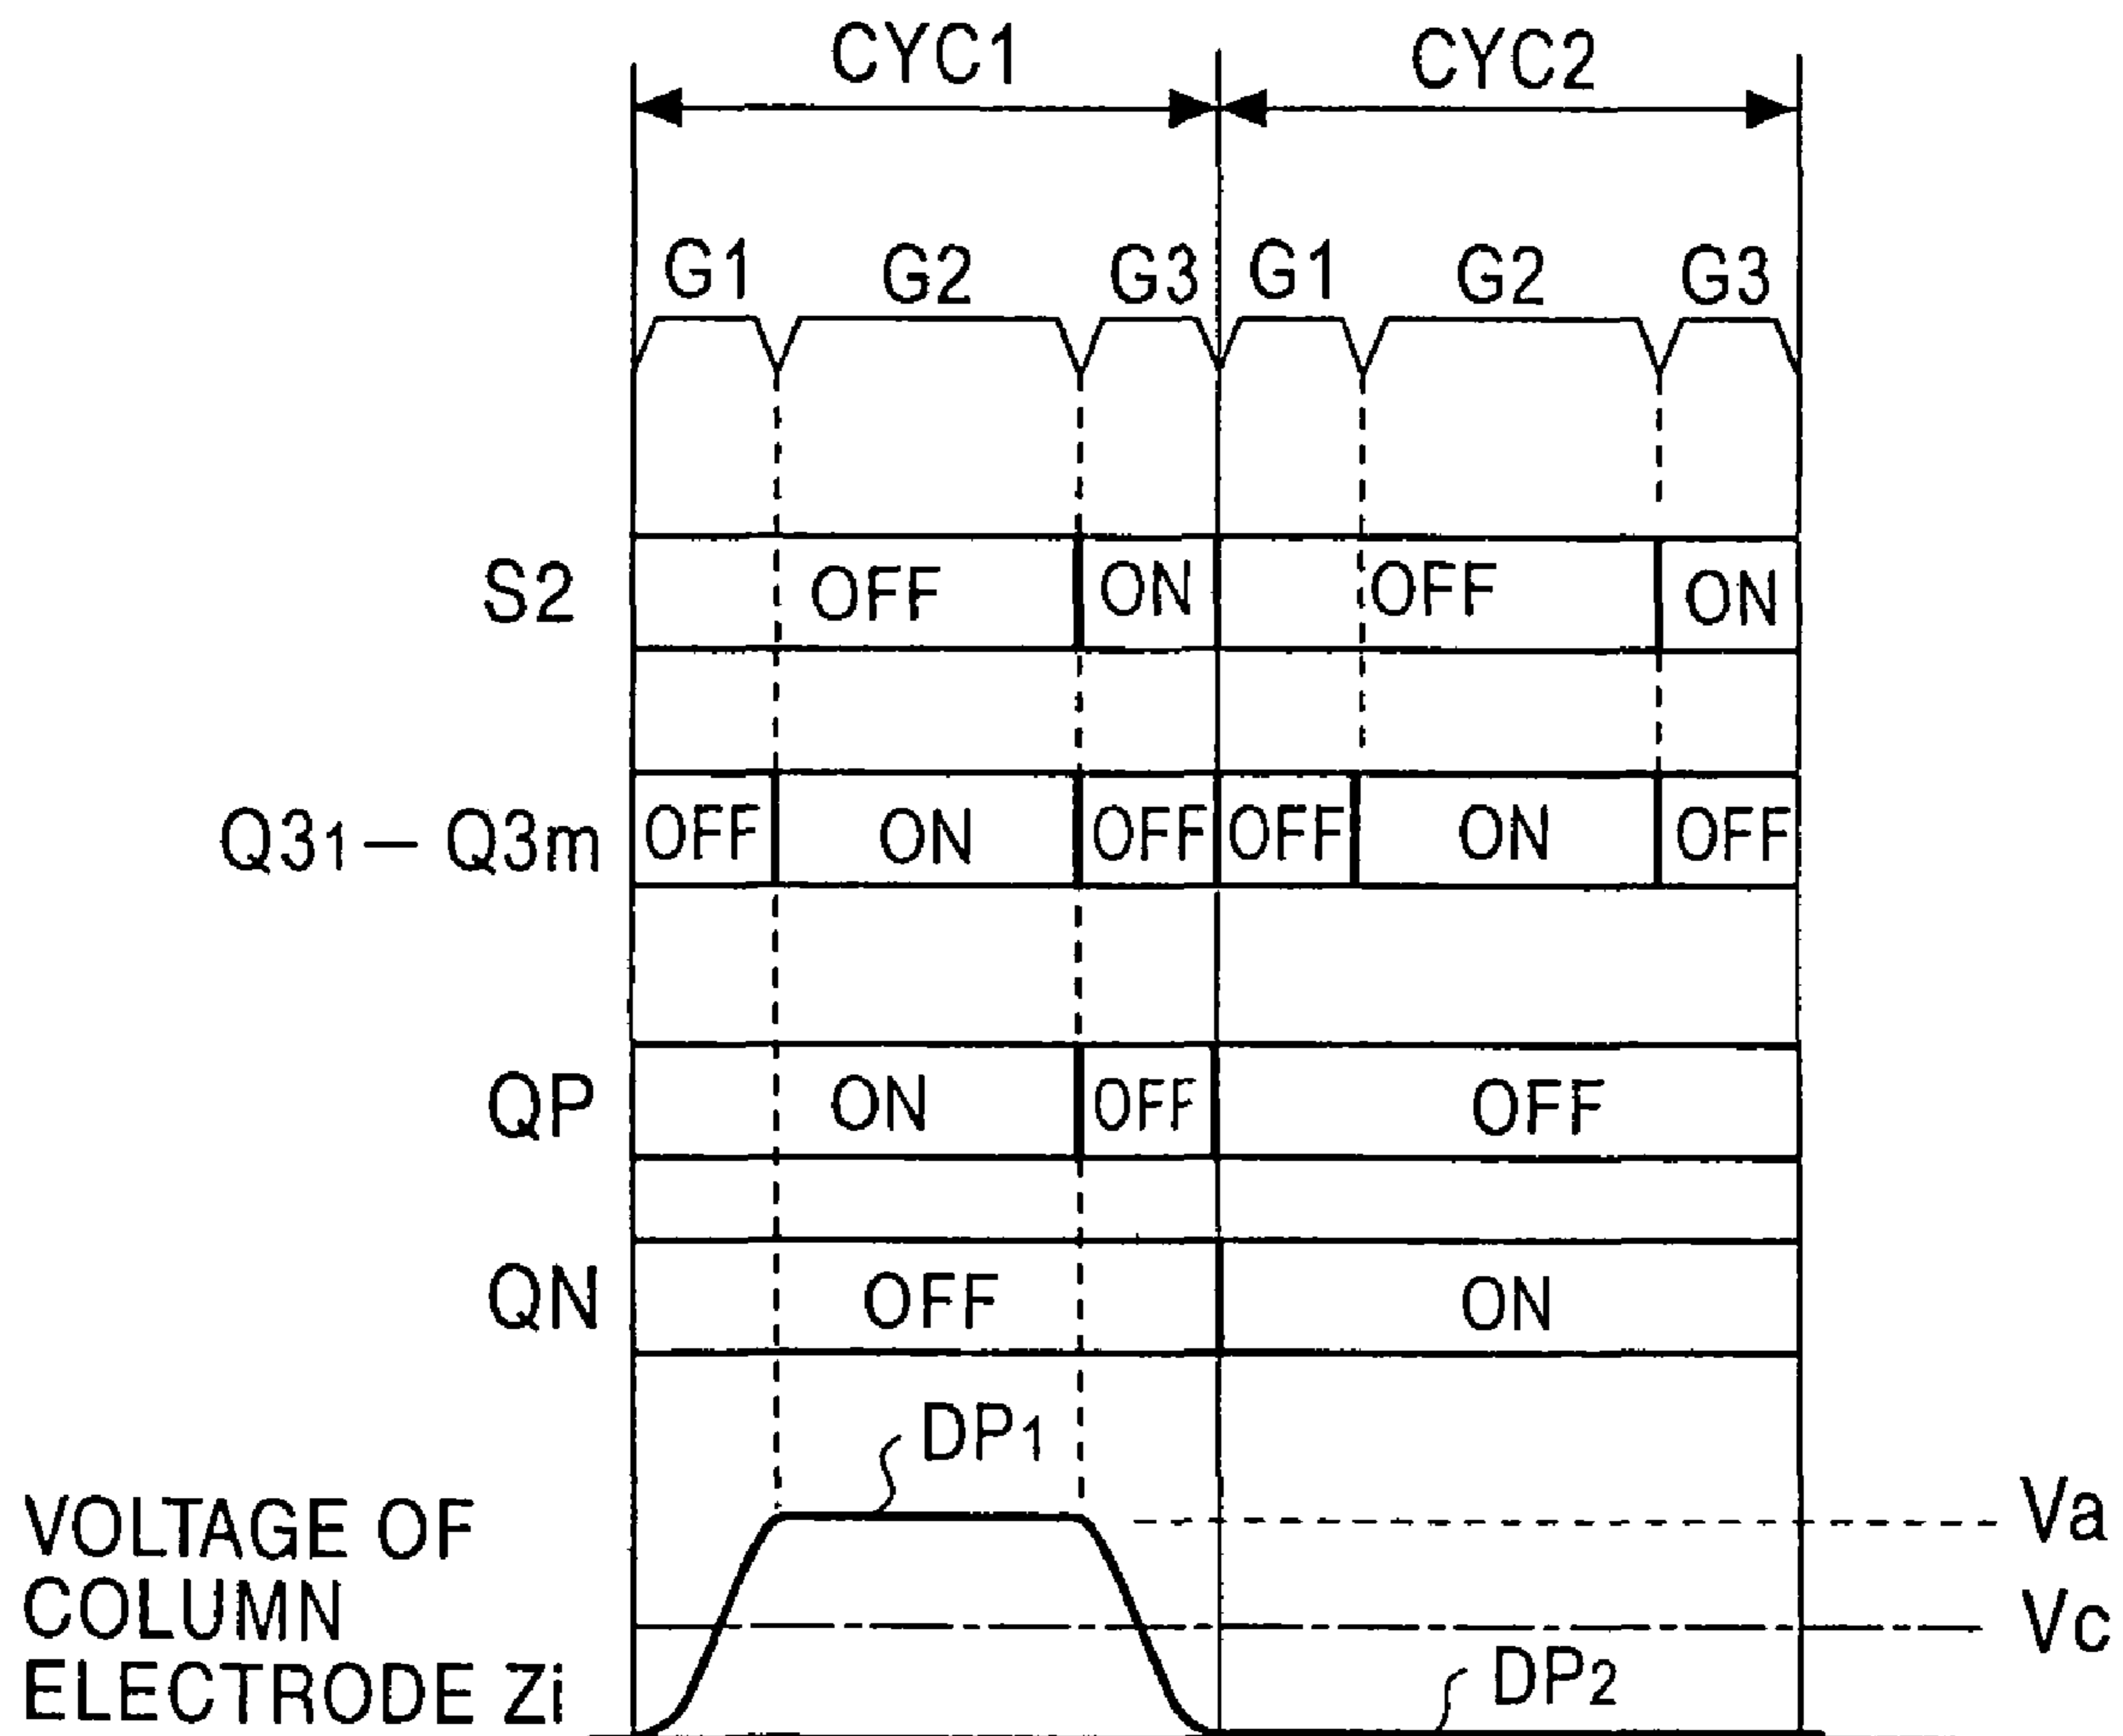 CYC1 CYC2
G1 G2 G3 G1 G2 G3
S2 OFF ON OFF ON
Q31－Q3m OFF ON OFF OFF ON OFF
QP ON OFF OFF
QN OFF ON
DP1
VOLTAGE OF Va
COLUMN Vc
ELECTRODE Zi DP2